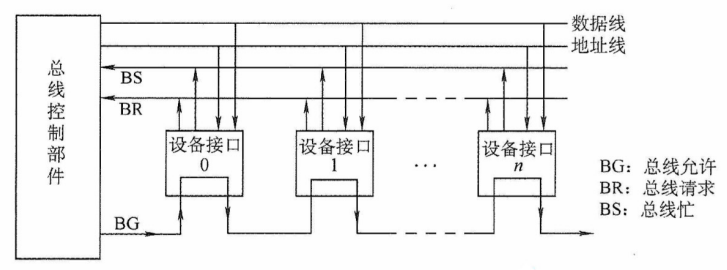 数据线
地址线
总线控制部件
BS
BR
设备接口
0
设备接口
1
…
设备接口
n
BG
BG：总线允许
BR：总线请求
BS：总线忙